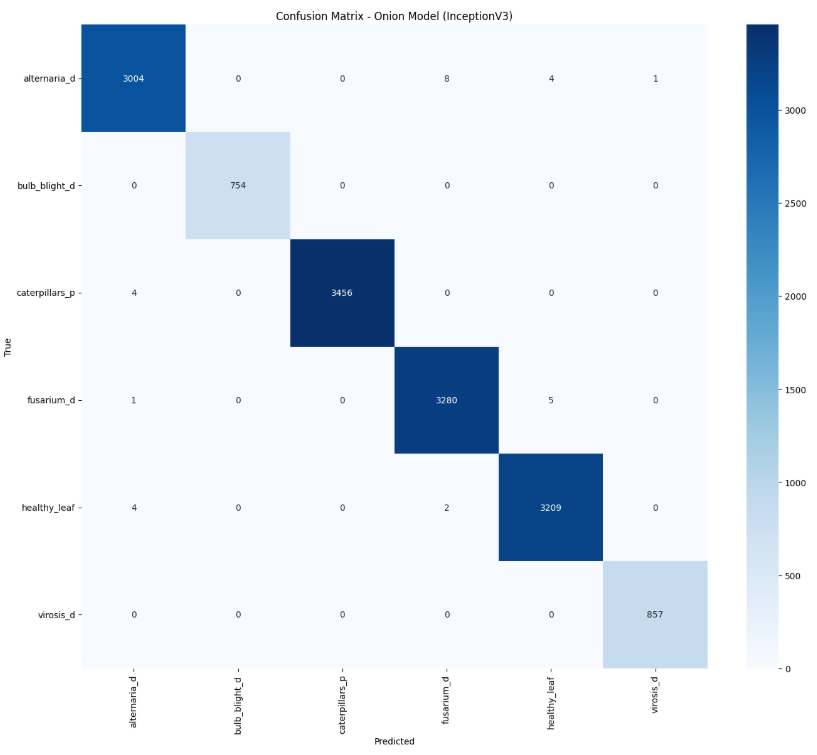 Confusion Matrix - Onion Model (InceptionV3)
alternaria_d 3004 0 0 8 4 1
bulb_blight_d 0 754 0 0 0 0
caterpillars_p 4 0 3456 0 0 0
fusarium_d 1 0 0 3280 5 0
healthy_leaf 4 0 0 2 3209 0
virosis_d 0 0 0 0 0 857
True
alternaria_d bulb_blight_d caterpillars_p fusarium_d healthy_leaf virosis_d
Predicted
3000
2500
2000
1500
1000
500
0